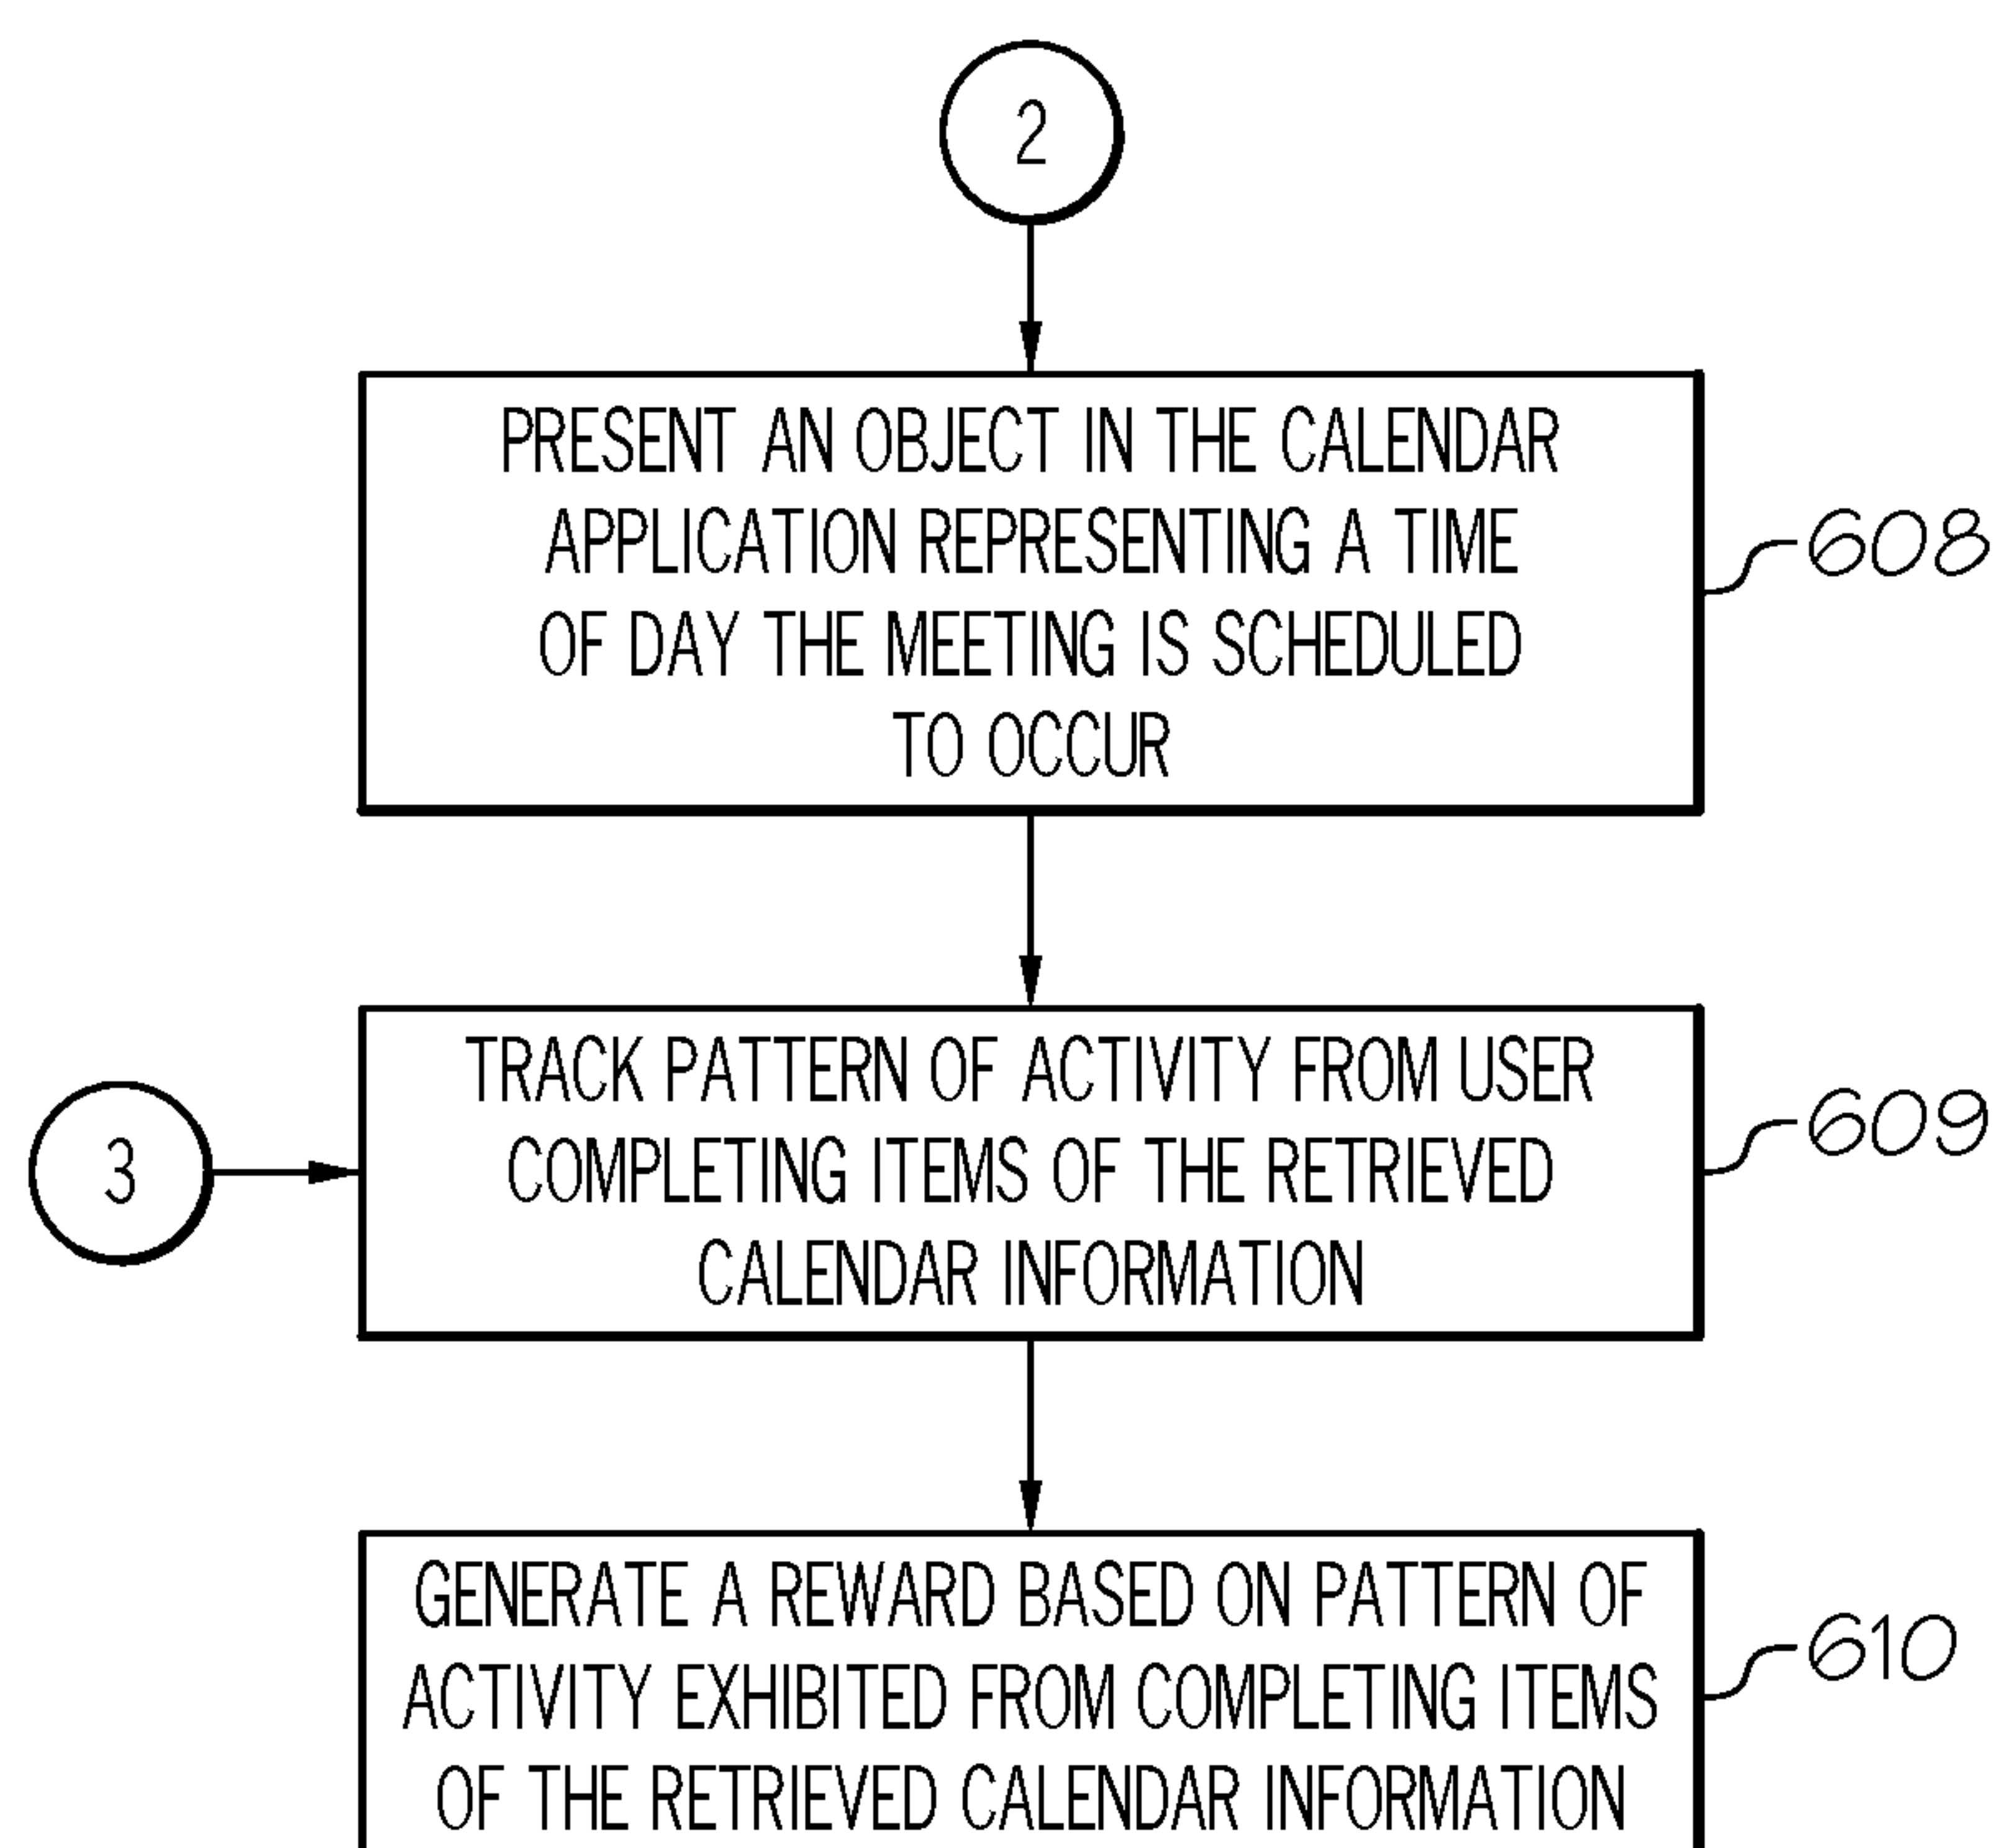 2
PRESENT AN OBJECT IN THE CALENDAR
APPLICATION REPRESENTING A TIME
OF DAY THE MEETING IS SCHEDULED
TO OCCUR
608
TRACK PATTERN OF ACTIVITY FROM USER
COMPLETING ITEMS OF THE RETRIEVED
CALENDAR INFORMATION
609
3
GENERATE A REWARD BASED ON PATTERN OF
ACTIVITY EXHIBITED FROM COMPLETING ITEMS
OF THE RETRIEVED CALENDAR INFORMATION
610